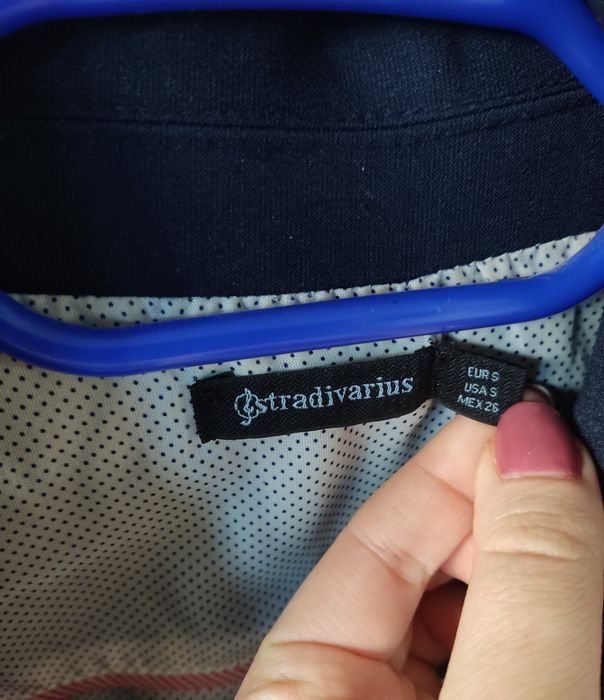 stradivarius
EUR S
USA S
MEX 26